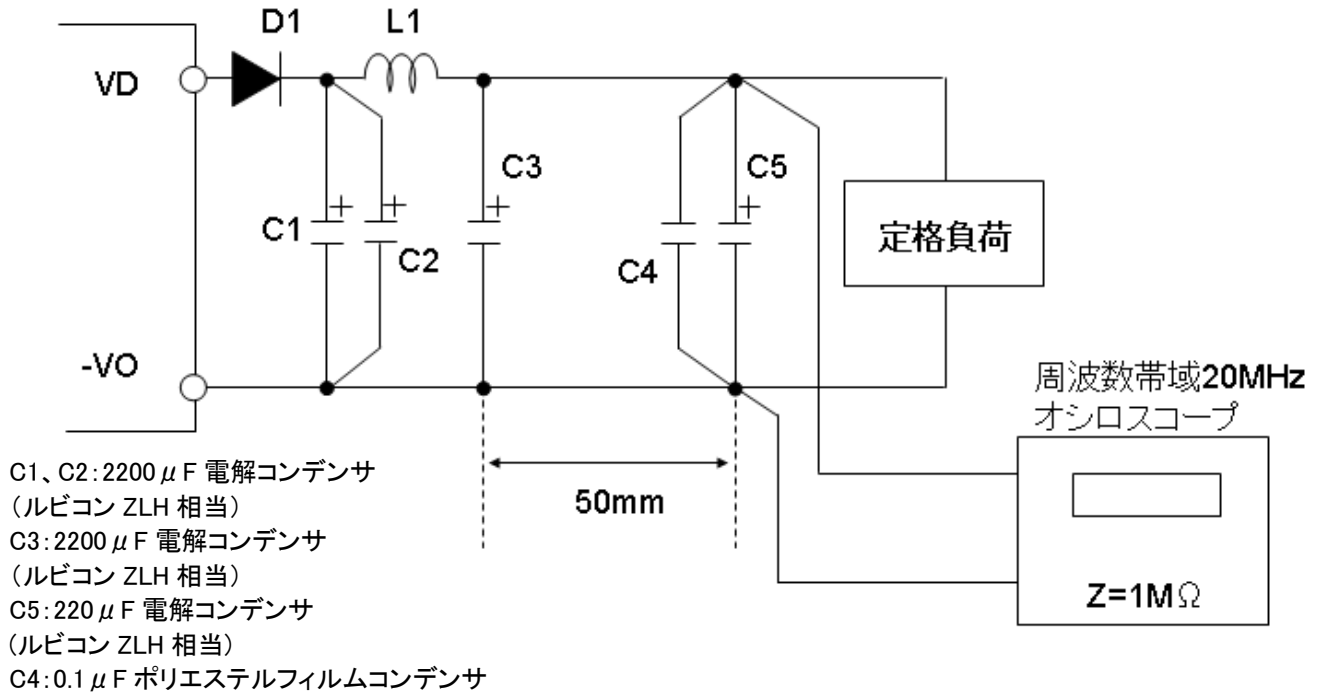 D1
L1
VD
C3
C5
C1
C2
C4
定格負荷
-VO
周波数帯域20MHz
オシロスコープ
50mm
Z=1MΩ
C1、C2:2200μF 電解コンデンサ
(ルビコン ZLH 相当)
C3:2200μF 電解コンデンサ
(ルビコン ZLH 相当)
C5:220μF 電解コンデンサ
(ルビコン ZLH 相当)
C4:0.1μF ポリエステルフィルムコンデンサ